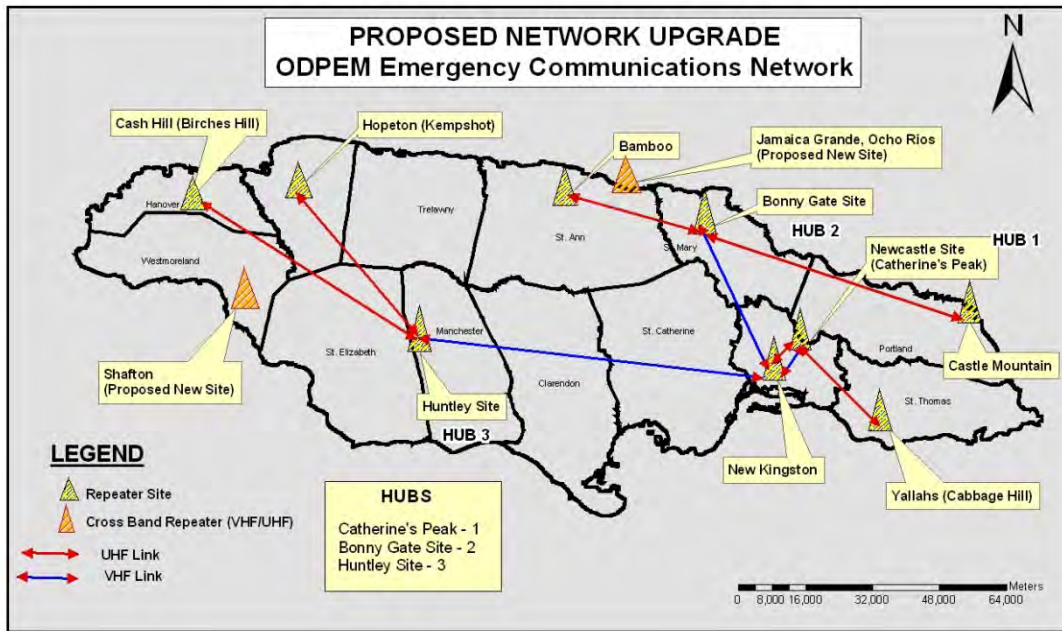 PROPOSED NETWORK UPGRADE
ODPEM Emergency Communications Network
N
Cash Hill (Birches Hill)
Hopeton (Kempshot)
Bamboo
Jamaica Grande, Ocho Rios
(Proposed New Site)
Bonny Gate Site
HUB 2
Newcastle Site
(Catherine's Peak)
HUB 1
Hanover
Trelawny
St. Ann
St. Mary
Westmoreland
St. Elizabeth
Manchester
Clarendon
St. Catherine
Portland
St. Thomas
Castle Mountain
Shafton
(Proposed New Site)
Huntley Site
HUB 3
New Kingston
Yallahs (Cabbage Hill)
LEGEND
Repeater Site
Cross Band Repeater (VHF/UHF)
UHF Link
VHF Link
HUBS
Catherine's Peak - 1
Bonny Gate Site - 2
Huntley Site - 3
Meters
0 8,000 16,000 32,000 48,000 64,000